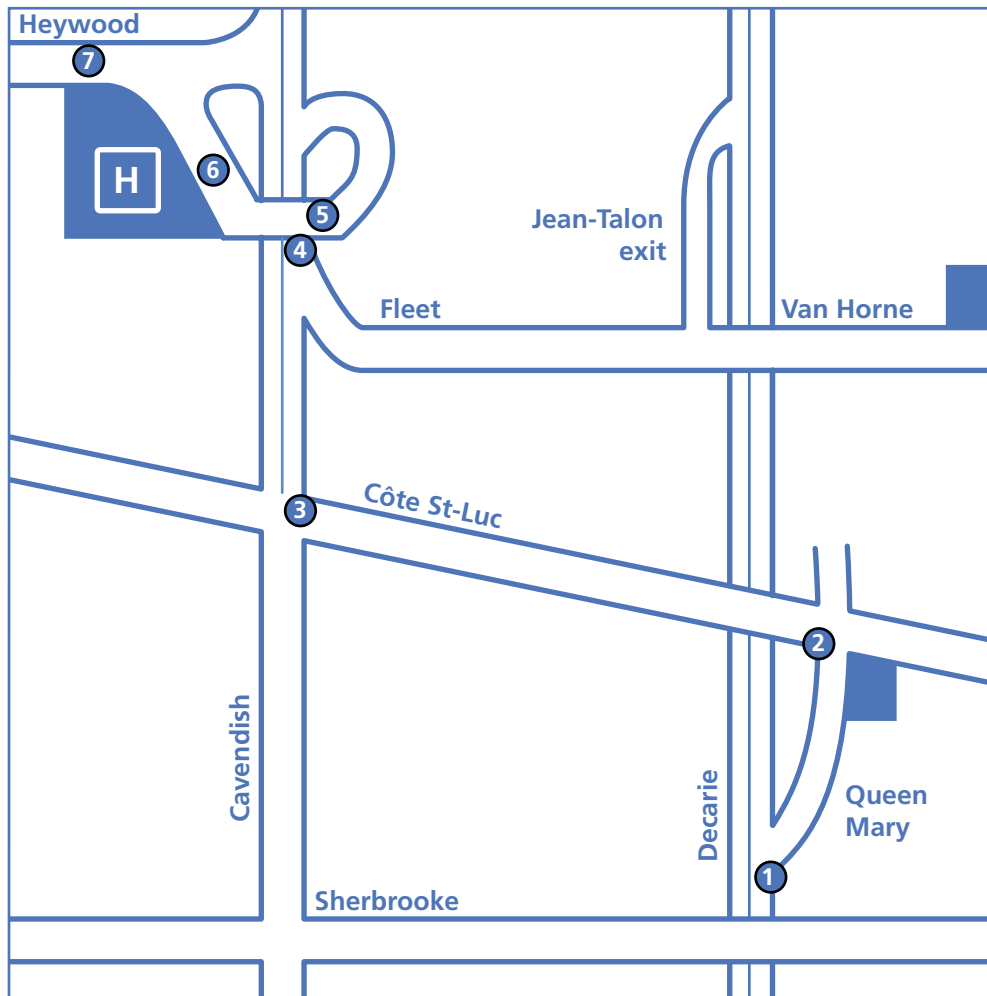 Heywood
7
H
6
5
4
Jean-Talon
exit
Fleet
Van Horne
Côte St-Luc
3
2
Cavendish
Decarie
Queen
Mary
1
Sherbrooke